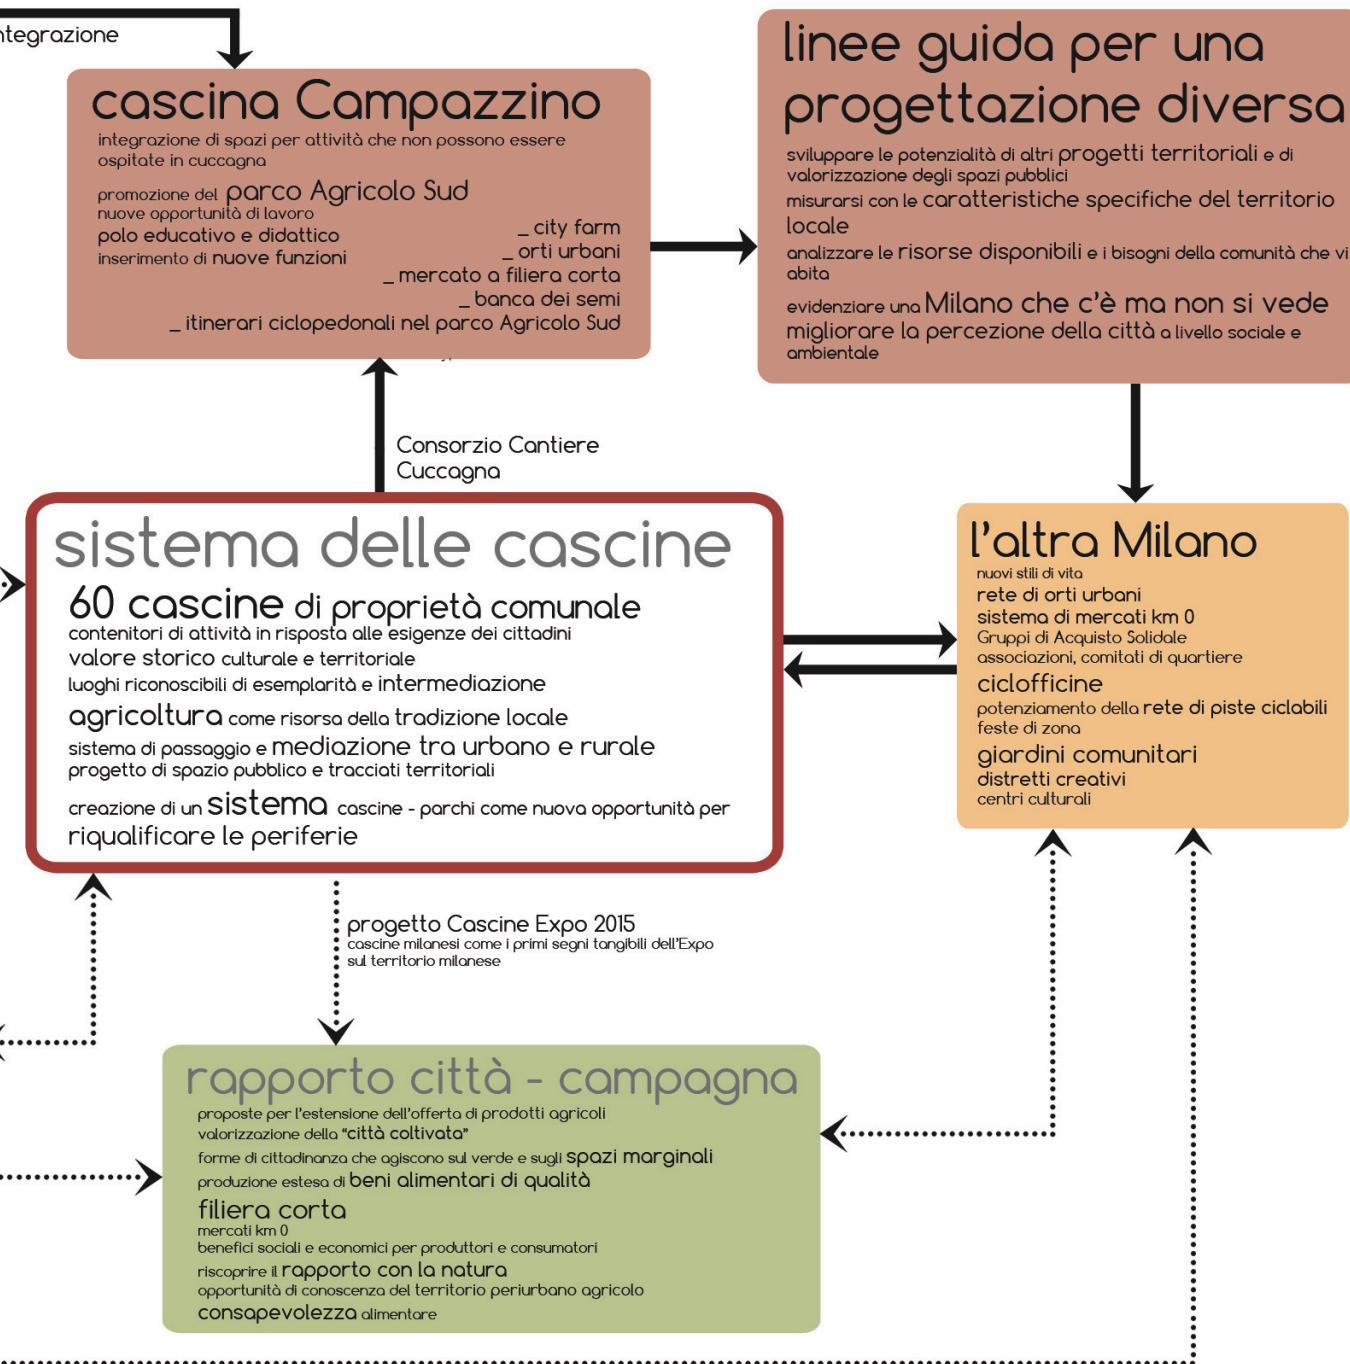 ntegrazione
cascina Campazzino
integrazione di spazi per attività che non possono essere
ospitate in cuccagna
promozione del parco Agricolo Sud
nuove opportunità di lavoro
polo educativo e didattico
inserimento di nuove funzioni
_ city farm
_ orti urbani
_ mercato a filiera corta
_ banca dei semi
_ itinerari ciclopedonali nel parco Agricolo Sud
linee guida per una
progettazione diversa
sviluppare le potenzialità di altri progetti territoriali e di
valorizzazione degli spazi pubblici
misurarsi con le caratteristiche specifiche del territorio
locale
analizzare le risorse disponibili e i bisogni della comunità che vi
abita
evidenziare una Milano che c'è ma non si vede
migliorare la percezione della città a livello sociale e
ambientale
Consorzio Cantiere
Cuccagna
sistema delle cascine
60 cascine di proprietà comunale
contenitori di attività in risposta alle esigenze dei cittadini
valore storico culturale e territoriale
luoghi riconoscibili di esemplarità e intermediazione
agricoltura come risorsa della tradizione locale
sistema di passaggio e mediazione tra urbano e rurale
progetto di spazio pubblico e tracciati territoriali
creazione di un sistema cascine - parchi come nuova opportunità per
riqualificare le periferie
l'altra Milano
nuovi stili di vita
rete di orti urbani
sistema di mercati km 0
Gruppi di Acquisto Solidale
associazioni, comitati di quartiere
ciclofficine
potenziamento della rete di piste ciclabili
feste di zona
giardini comunitari
distretti creativi
centri culturali
progetto Cascine Expo 2015
cascine milanesi come i primi segni tangibili dell'Expo
sul territorio milanese
rapporto città - campagna
proposte per l'estensione dell'offerta di prodotti agricoli
valorizzazione della "città coltivata"
forme di cittadinanza che agiscono sul verde e sugli spazi marginali
produzione estesa di beni alimentari di qualità
filiera corta
mercati km 0
benefici sociali e economici per produttori e consumatori
riscoprire il rapporto con la natura
opportunità di conoscenza del territorio periurbano agricolo
consapevolezza alimentare